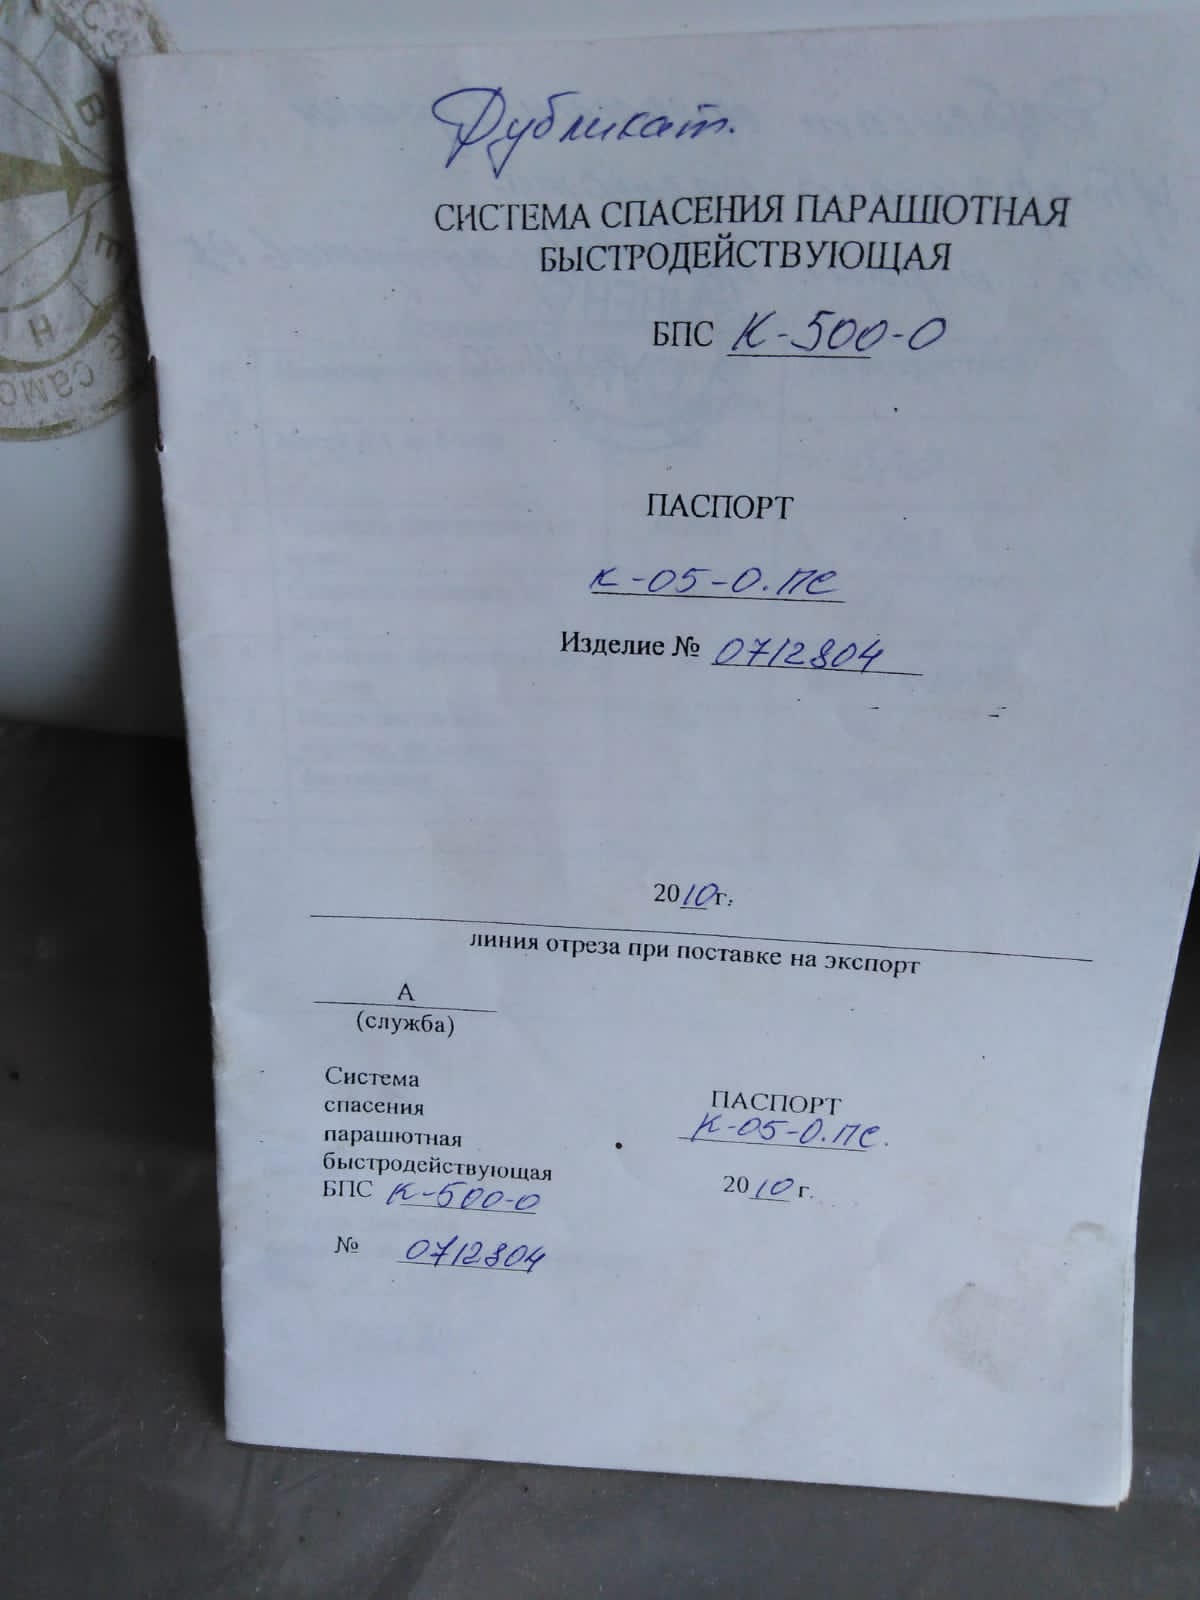 Дубликат.
СИСТЕМА СПАСЕНИЯ ПАРАШЮТНАЯ
БЫСТРОДЕЙСТВУЮЩАЯ
БПС К-500-0
ПАСПОРТ
К-05-0.ПС
Изделие № 0712804
2010г.
линия отреза при поставке на экспорт
А
(служба)
Система
спасения
парашютная
быстродействующая
БПС К-500-0
№ 0712804
ПАСПОРТ
К-05-0.ПС.
2010 г.